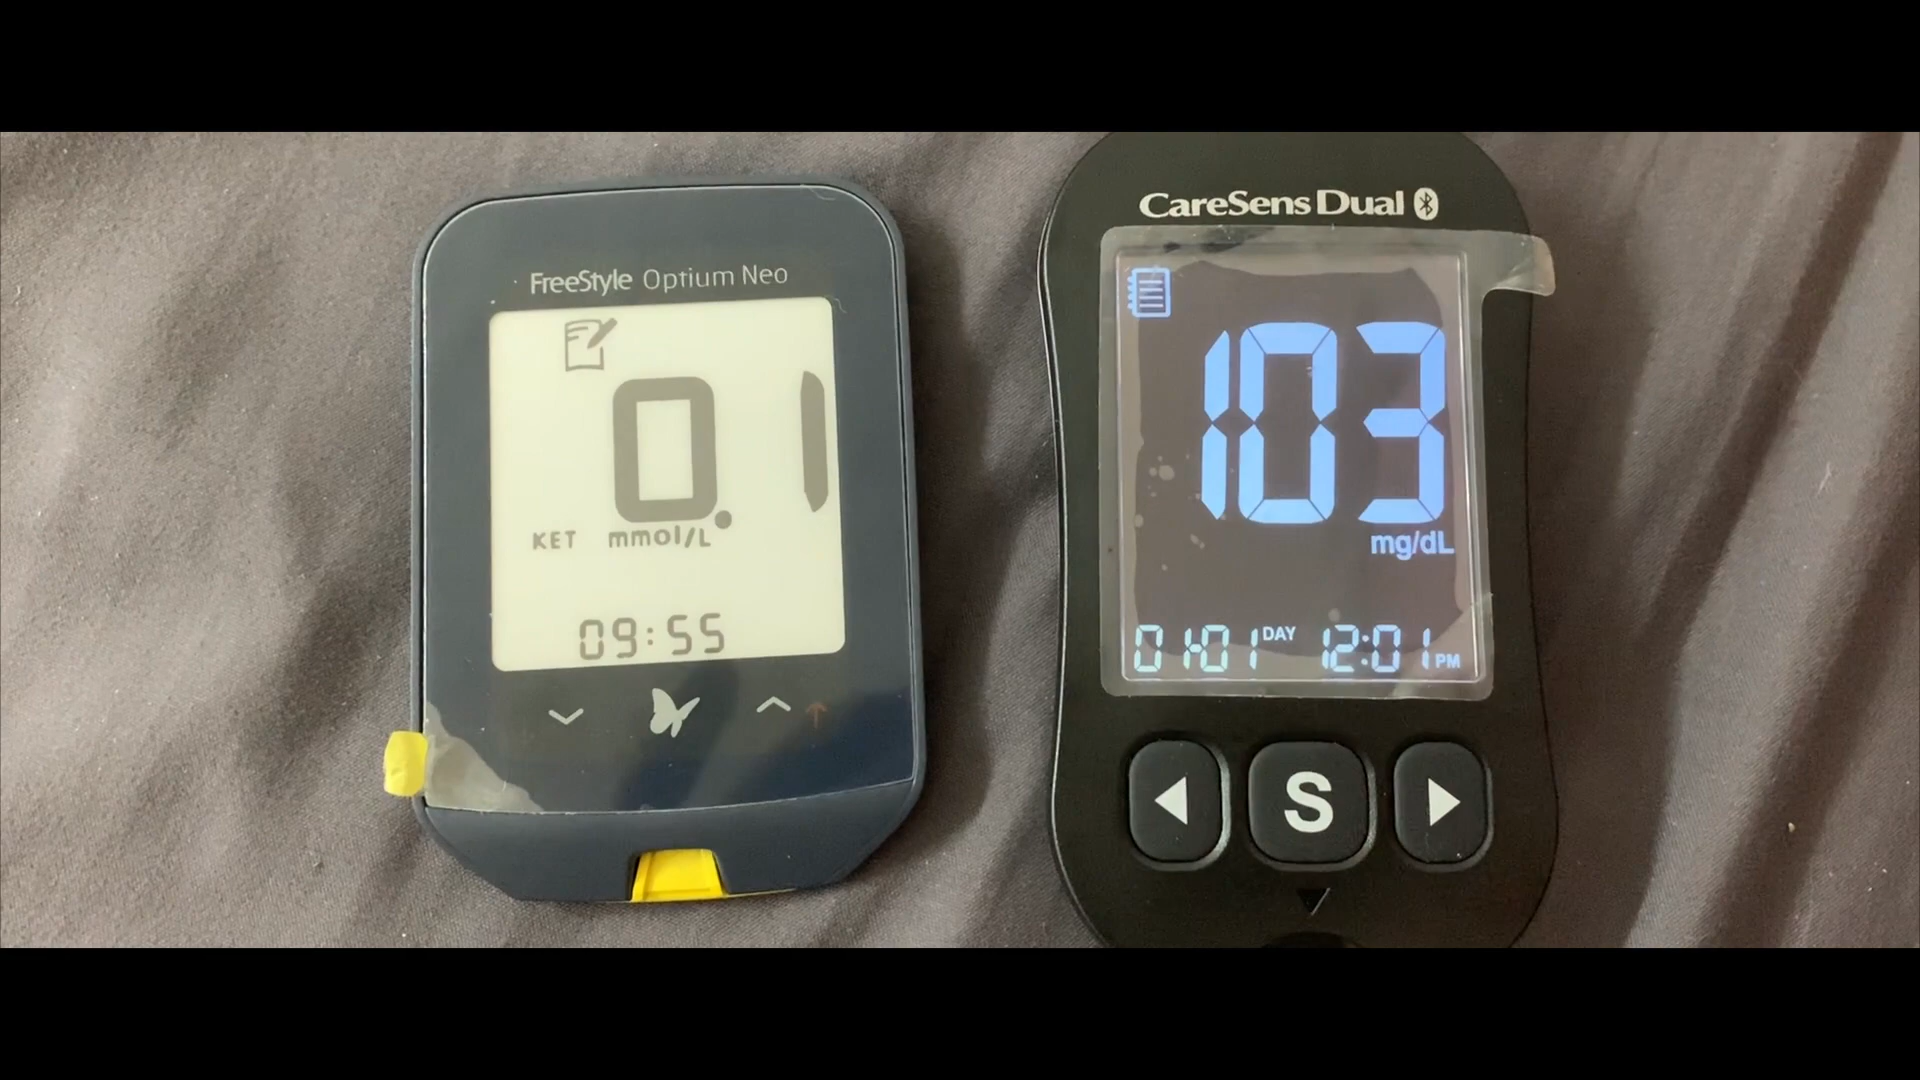 FreeStyle Optium Neo
0.1
KET mmol/L
09:55
CareSens Dual
103
mg/dL
01-01 DAY 12:01 PM
S